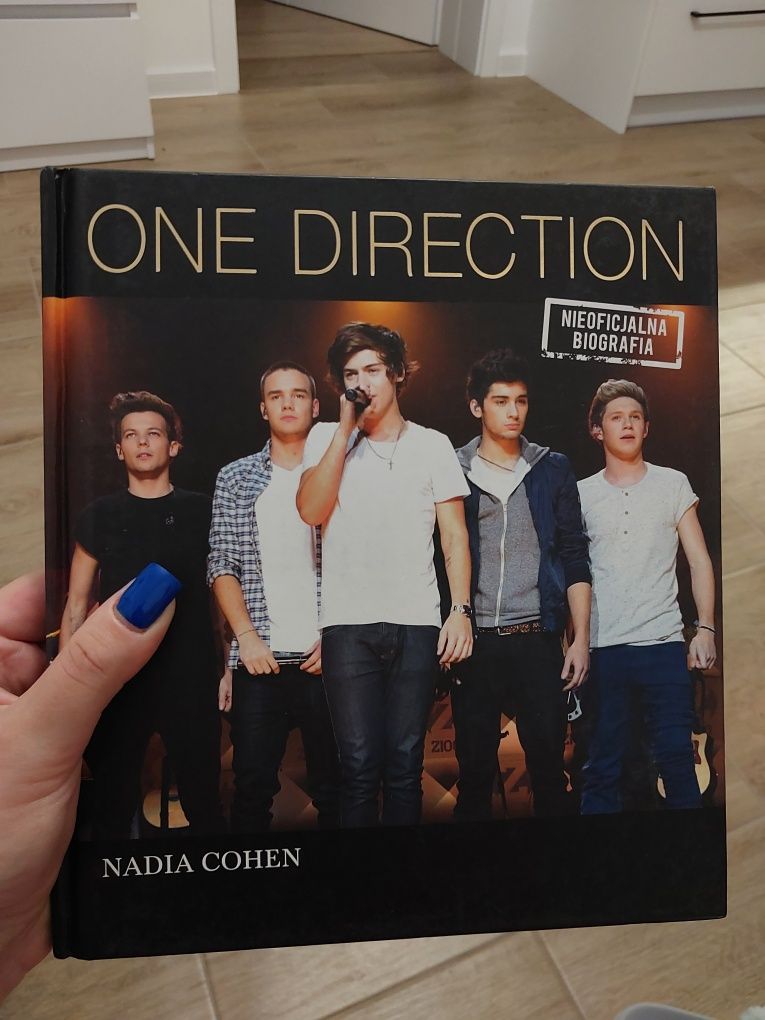 ONE DIRECTION
NIEOFICJALNA
BIOGRAFIA
NADIA COHEN